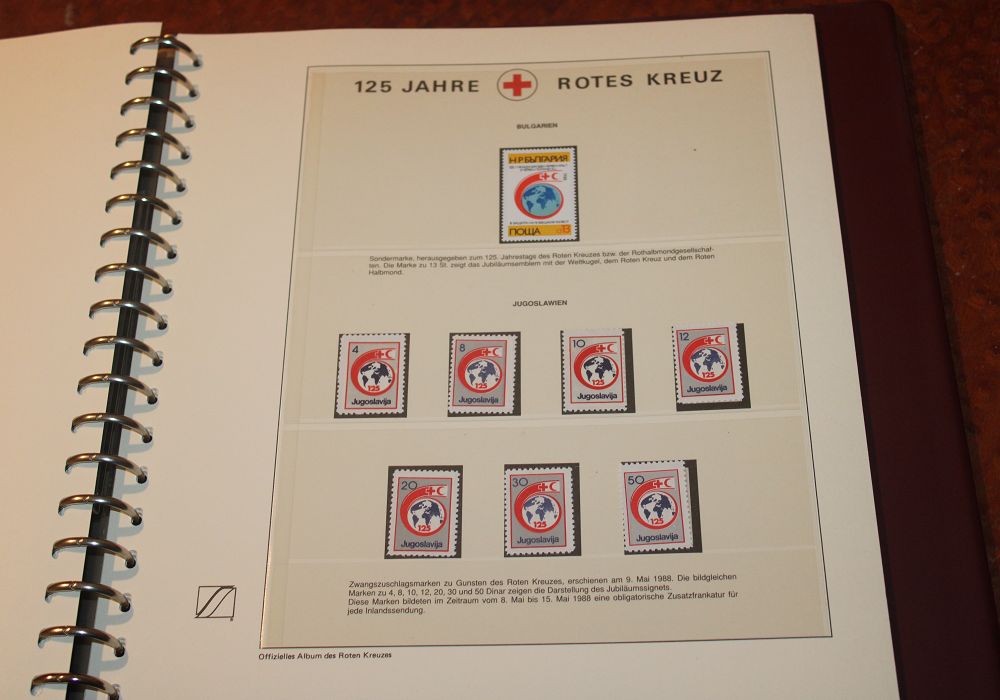 125 JAHRE ROTES KREUZ
BULGARIEN
Н.Р.БЪЛГАРИЯ
ПОЩА 13
Sondermarke, herausgegeben zum 125. Jahrestages des Roten Kreuzes bzw. der Rothalbmondgesellschaf-
ten. Die Marke zu 13 St. zeigt das Jubiläumsemblem mit der Weltkugel, dem Roten Kreuz und dem Roten
Halbmond.
JUGOSLAWIEN
4
125
Jugoslavija
8
125
Jugoslavija
10
125
Jugoslavija
12
125
Jugoslavija
20
125
Jugoslavija
30
125
Jugoslavija
50
125
Jugoslavija
Zwangszuschlagsmarken zu Gunsten des Roten Kreuzes, erschienen am 9. Mai 1988. Die bildgleichen
Marken zu 4, 8, 10, 12, 20, 30 und 50 Dinar zeigen die Darstellung des Jubiläumssignets.
Diese Marken bildeten im Zeitraum vom 8. Mai bis 15. Mai 1988 eine obligatorische Zusatzfrankatur für
jede Inlandssendung.
Offizielles Album des Roten Kreuzes